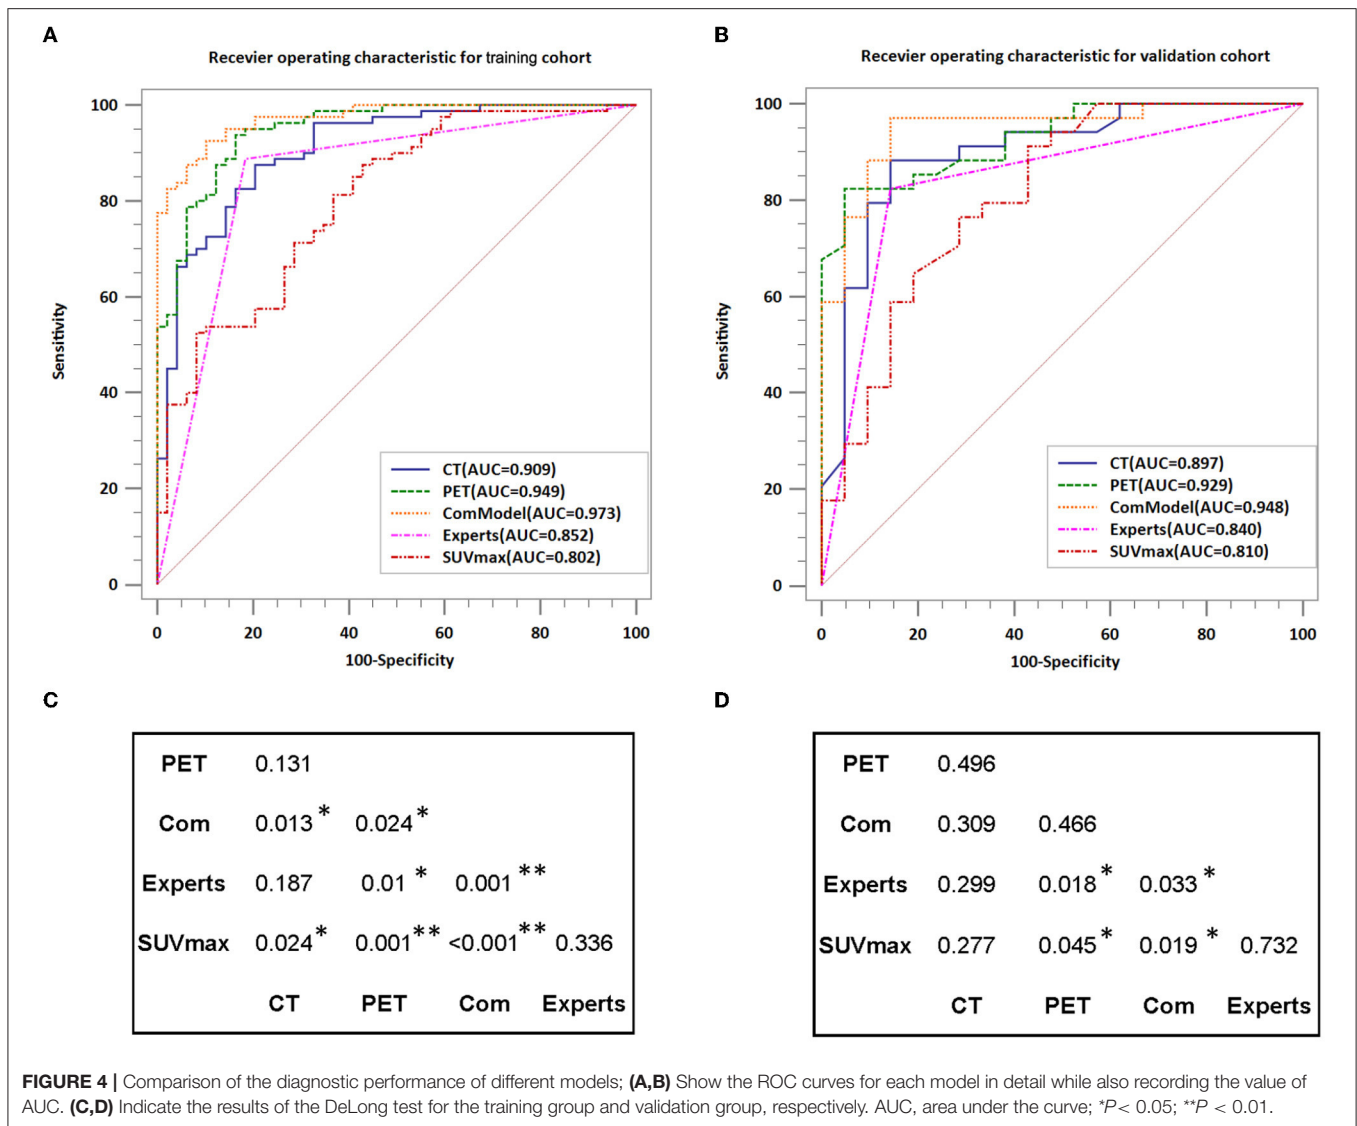 A
Recevier operating characteristic for training cohort
100
80
60
40
20
0
Sensitivity
CT(AUC=0.909)
PET(AUC=0.949)
ComModel(AUC=0.973)
Experts(AUC=0.852)
SUVmax(AUC=0.802)
0 20 40 60 80 100
100-Specificity
B
Recevier operating characteristic for validation cohort
100
80
60
40
20
0
Sensitivity
CT(AUC=0.897)
PET(AUC=0.929)
ComModel(AUC=0.948)
Experts(AUC=0.840)
SUVmax(AUC=0.810)
0 20 40 60 80 100
100-Specificity
C
PET 0.131
Com 0.013* 0.024*
Experts 0.187 0.01* 0.001**
SUVmax 0.024* 0.001** <0.001** 0.336
CT PET Com Experts
D
PET 0.496
Com 0.309 0.466
Experts 0.299 0.018* 0.033*
SUVmax 0.277 0.045* 0.019* 0.732
CT PET Com Experts
FIGURE 4 | Comparison of the diagnostic performance of different models; (A,B) Show the ROC curves for each model in detail while also recording the value of
AUC. (C,D) Indicate the results of the DeLong test for the training group and validation group, respectively. AUC, area under the curve; *P< 0.05; **P < 0.01.